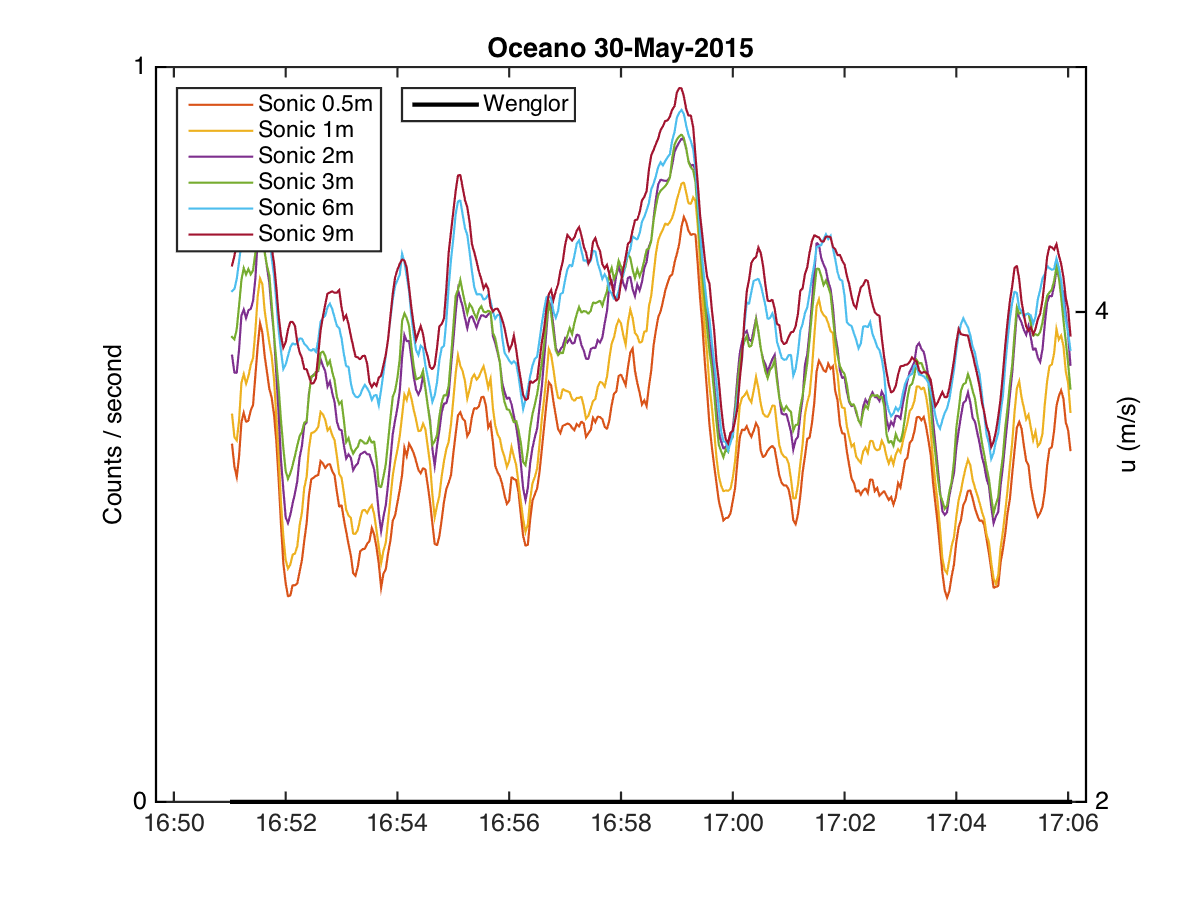 Oceano 30-May-2015
1
Sonic 0.5m
Sonic 1m
Sonic 2m
Sonic 3m
Sonic 6m
Sonic 9m
Wenglor
Counts / second
4
u (m/s)
0
2
16:50 16:52 16:54 16:56 16:58 17:00 17:02 17:04 17:06